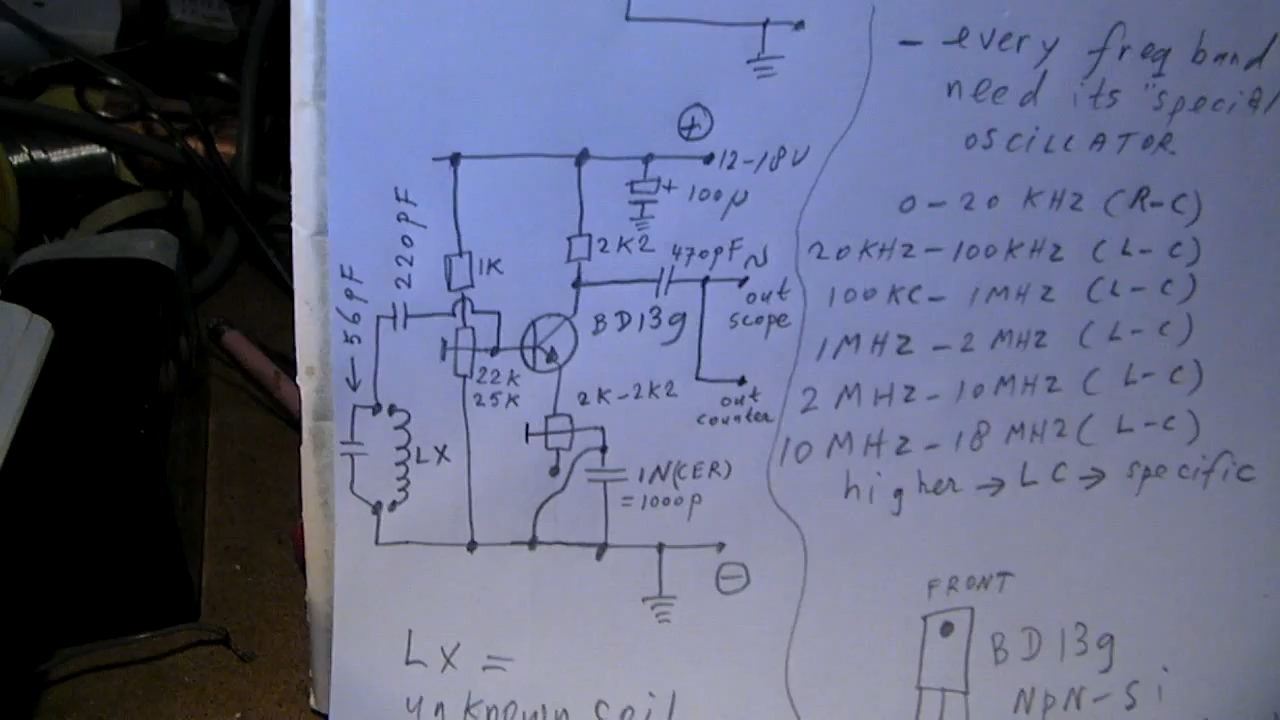 +
12-18V
+ 100µ
220pF
56pF
1K
2K2
470pF
N
out
scope
BD139
22K
25K
2K-2K2
out
counter
LX
1N(CER)
=1000p
-
LX =
unknown coil
- every freq band
need its "special
OSCILLATOR
0-20 KHZ (R-C)
20KHZ-100KHZ (L-C)
100KC- 1MHZ (L-C)
1MHZ-2MHZ (L-C)
2MHZ-10MHZ (L-C)
10MHZ-18MHZ (L-C)
higher→LC→specific
FRONT
BD139
NPN-Si